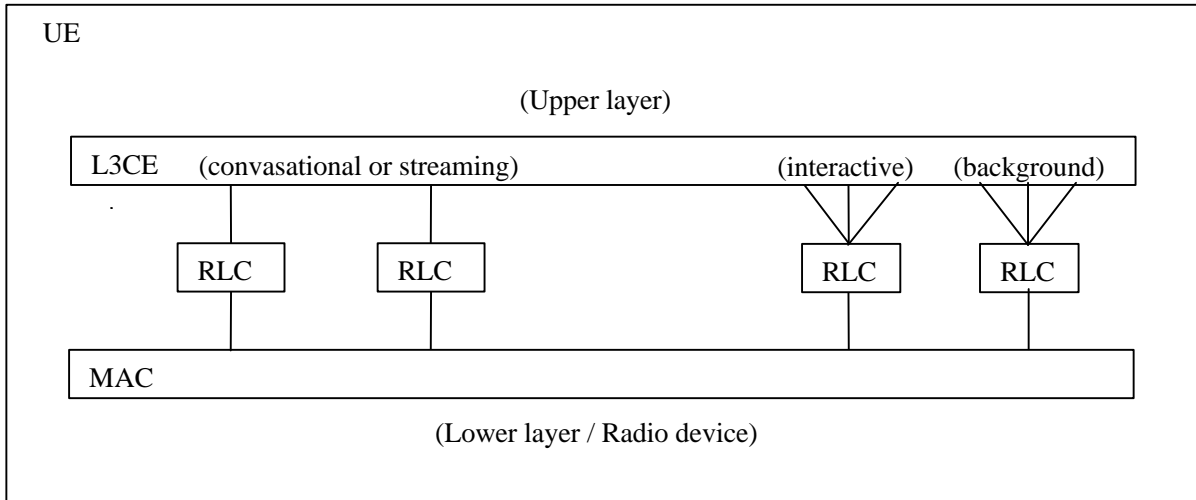 UE
(Upper layer)
L3CE (convasational or streaming) (interactive) (background)
RLC RLC RLC RLC
MAC
(Lower layer / Radio device)